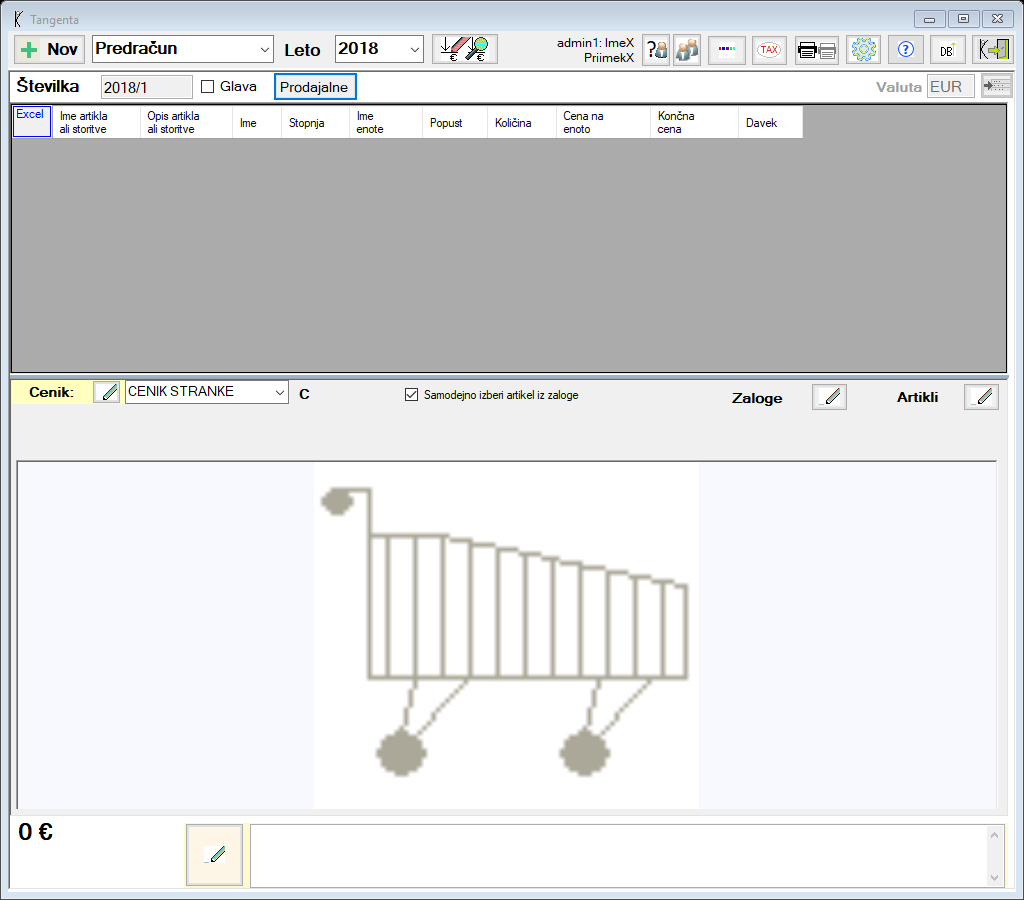 Tangenta
Nov
Predračun
Leto
2018
€
€
admin1: ImeX
PriimekX
?
TAX
?
DB
Številka
2018/1
Glava
Prodajalne
Valuta
EUR
Excel
Ime artikla
ali storitve
Opis artikla
ali storitve
Ime
Stopnja
Ime
enote
Popust
Količina
Cena na
enoto
Končna
cena
Davek
Cenik:
CENIK STRANKE
C
Samodejno izberi artikel iz zaloge
Zaloge
Artikli
0 €